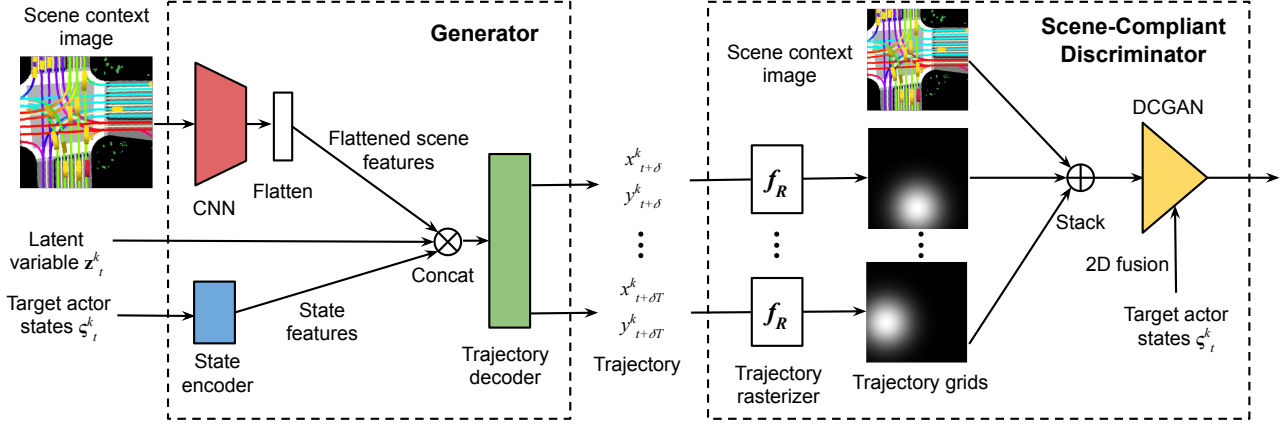 Scene context
image
Generator
CNN
Flatten
Flattened scene
features
Latent
variable z^k_t
Target actor
states ς^k_t
State
encoder
State
features
Concat
Trajectory
decoder
x^k_{t+δ}
y^k_{t+δ}
x^k_{t+δT}
y^k_{t+δT}
Trajectory
Scene-Compliant
Discriminator
Scene context
image
f_R
f_R
Trajectory
rasterizer
Trajectory grids
Stack
DCGAN
2D fusion
Target actor
states ς^k_t